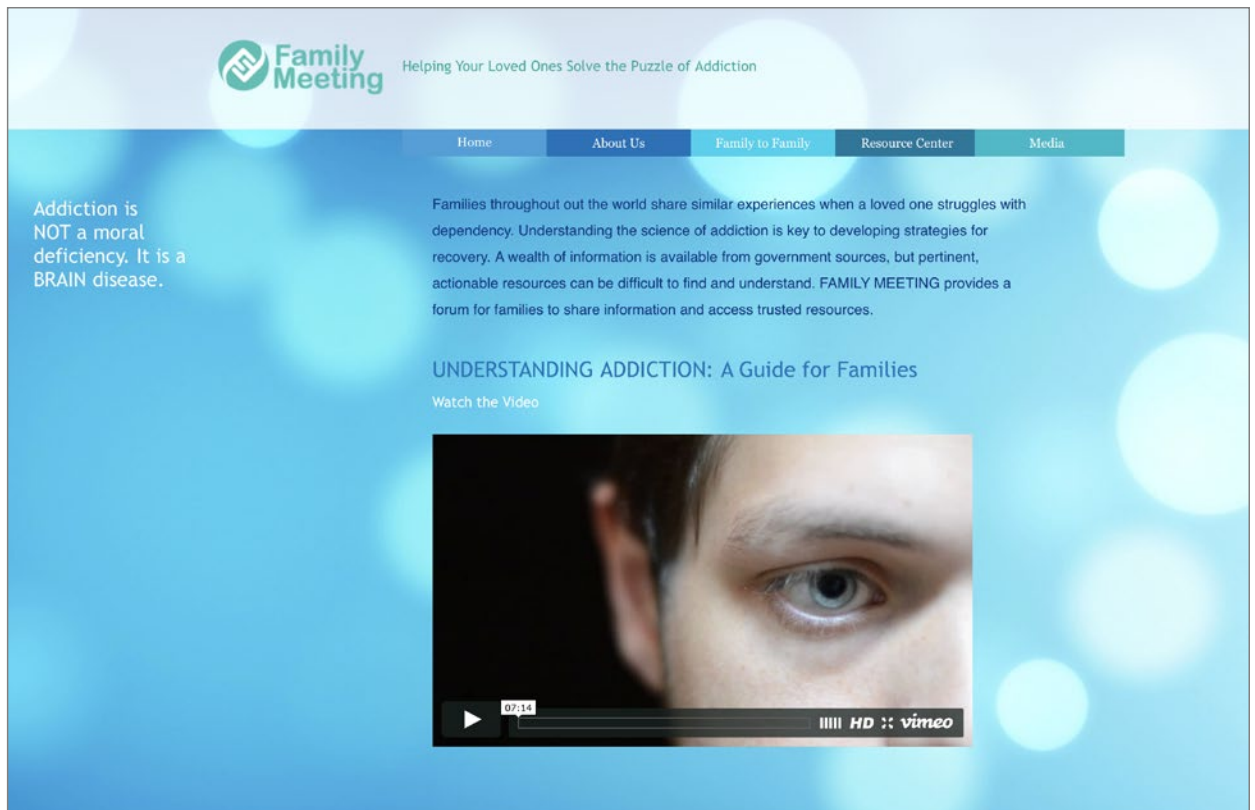 Family
Meeting
Helping Your Loved Ones Solve the Puzzle of Addiction
Home
About Us
Family to Family
Resource Center
Media
Addiction is
NOT a moral
deficiency. It is a
BRAIN disease.
Families throughout out the world share similar experiences when a loved one struggles with
dependency. Understanding the science of addiction is key to developing strategies for
recovery. A wealth of information is available from government sources, but pertinent,
actionable resources can be difficult to find and understand. FAMILY MEETING provides a
forum for families to share information and access trusted resources.
UNDERSTANDING ADDICTION: A Guide for Families
Watch the Video
07:14
HD
vimeo